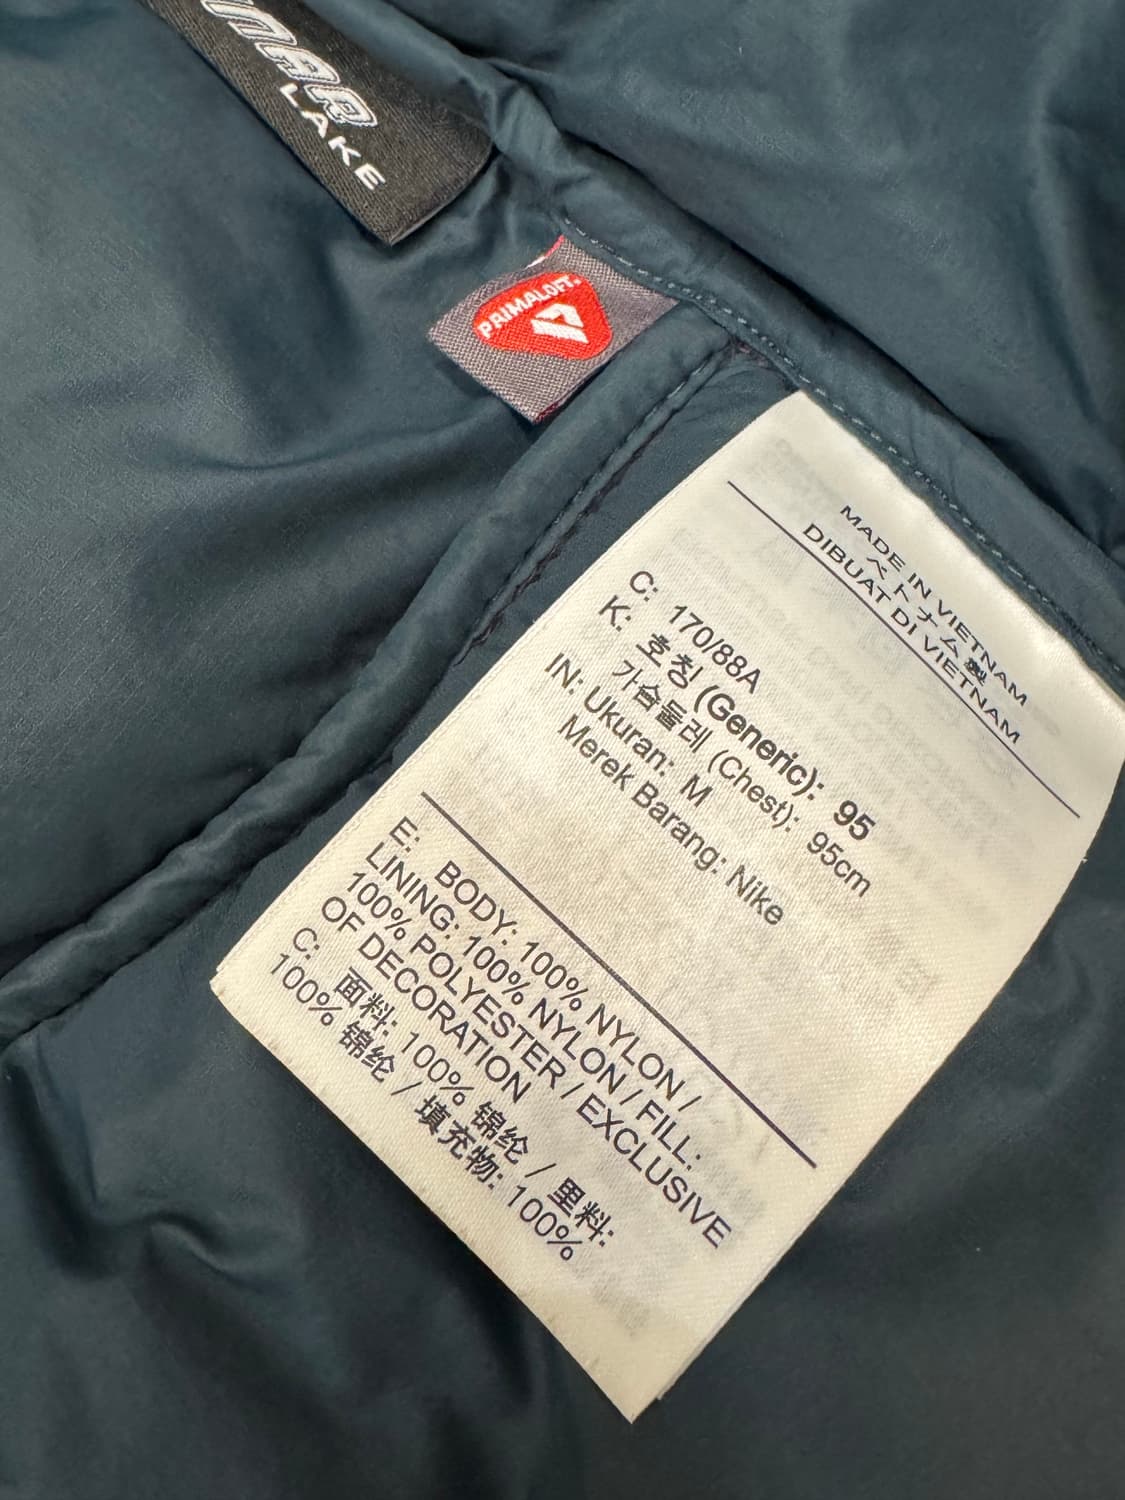 LAKE
PRIMALOFT
MADE IN VIETNAM
ベトナム製
DIBUAT DI VIETNAM
C: 170/88A
K: 호칭 (Generic): 95
가슴둘레 (Chest): 95cm
IN: Ukuran: M
Merek Barang: Nike
E: BODY: 100% NYLON /
LINING: 100% NYLON / FILL:
100% POLYESTER / EXCLUSIVE
OF DECORATION
C: 面料: 100% 锦纶 / 里料:
100% 锦纶 / 填充物: 100%